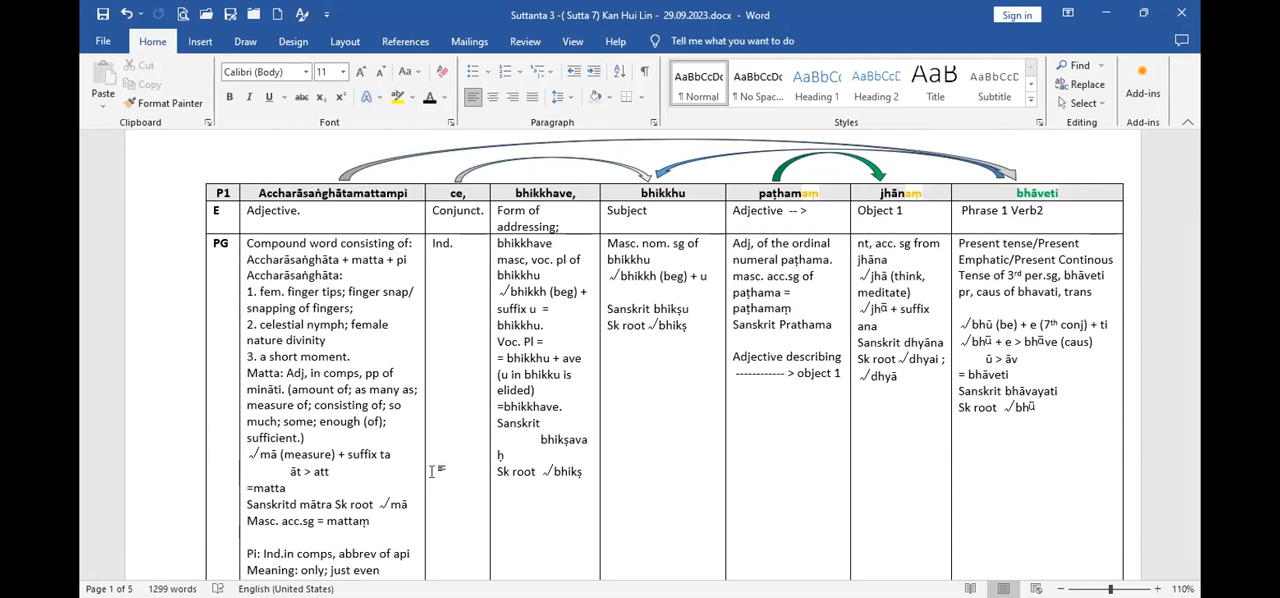 Suttanta 3 -( Sutta 7) Kan Hui Lin - 29.09.2023.docx - Word
Sign in
File Home Insert Draw Design Layout References Mailings Review View Help Tell me what you want to do
Paste
Cut
Copy
Format Painter
Clipboard
Calibri (Body) 11
Font
Paragraph
AaBbCcDc AaBbCcDc AaBbCc AaBbCcD AaB AaBbCcD
¶ Normal ¶ No Spac... Heading 1 Heading 2 Title Subtitle
Styles
Find
Replace
Select
Editing
Add-ins
Add-ins
P1 Accharāsaṅghātamattampi ce, bhikkhave, bhikkhu paṭhamaṃ jhānaṃ bhāveti
E
Adjective.
Conjunct.
Form of
addressing;
Subject
Adjective -- >
Object 1
Phrase 1 Verb2
PG
Compound word consisting of:
Accharāsaṅghāta + matta + pi
Accharāsaṅghāta:
1. fem. finger tips; finger snap/
snapping of fingers;
2. celestial nymph; female
nature divinity
3. a short moment.
Matta: Adj, in comps, pp of
mināti. (amount of; as many as;
measure of; consisting of; so
much; some; enough (of);
sufficient.)
√mā (measure) + suffix ta
āt > att
=matta
Sanskritd mātra Sk root √mā
Masc. acc.sg = mattaṃ
Pi: Ind.in comps, abbrev of api
Meaning: only; just even
Ind.
bhikkhave
masc, voc. pl of
bhikkhu
√bhikkh (beg) +
suffix u =
bhikkhu.
Voc. Pl =
= bhikkhu + ave
(u in bhikku is
elided)
=bhikkhave.
Sanskrit
bhikṣava
ḥ
Sk root √bhikṣ
Masc. nom. sg of
bhikkhu
√bhikkh (beg) + u
Sanskrit bhikṣu
Sk root √bhikṣ
Adj, of the ordinal
numeral paṭhama.
masc. acc.sg of
paṭhama =
paṭhamaṃ
Sanskrit Prathama
Adjective describing
------------ > object 1
nt, acc. sg from
jhāna
√jhā (think,
meditate)
√jhā + suffix
ana
Sanskrit dhyāna
Sk root √dhyai ;
√dhyā
Present tense/Present
Emphatic/Present Continous
Tense of 3rd per.sg, bhāveti
pr, caus of bhavati, trans
√bhū (be) + e (7th conj) + ti
√bhū + e > bhāve (caus)
ū > āv
= bhāveti
Sanskrit bhāvayati
Sk root √bhū
Page 1 of 5 1299 words English (United States) 110%